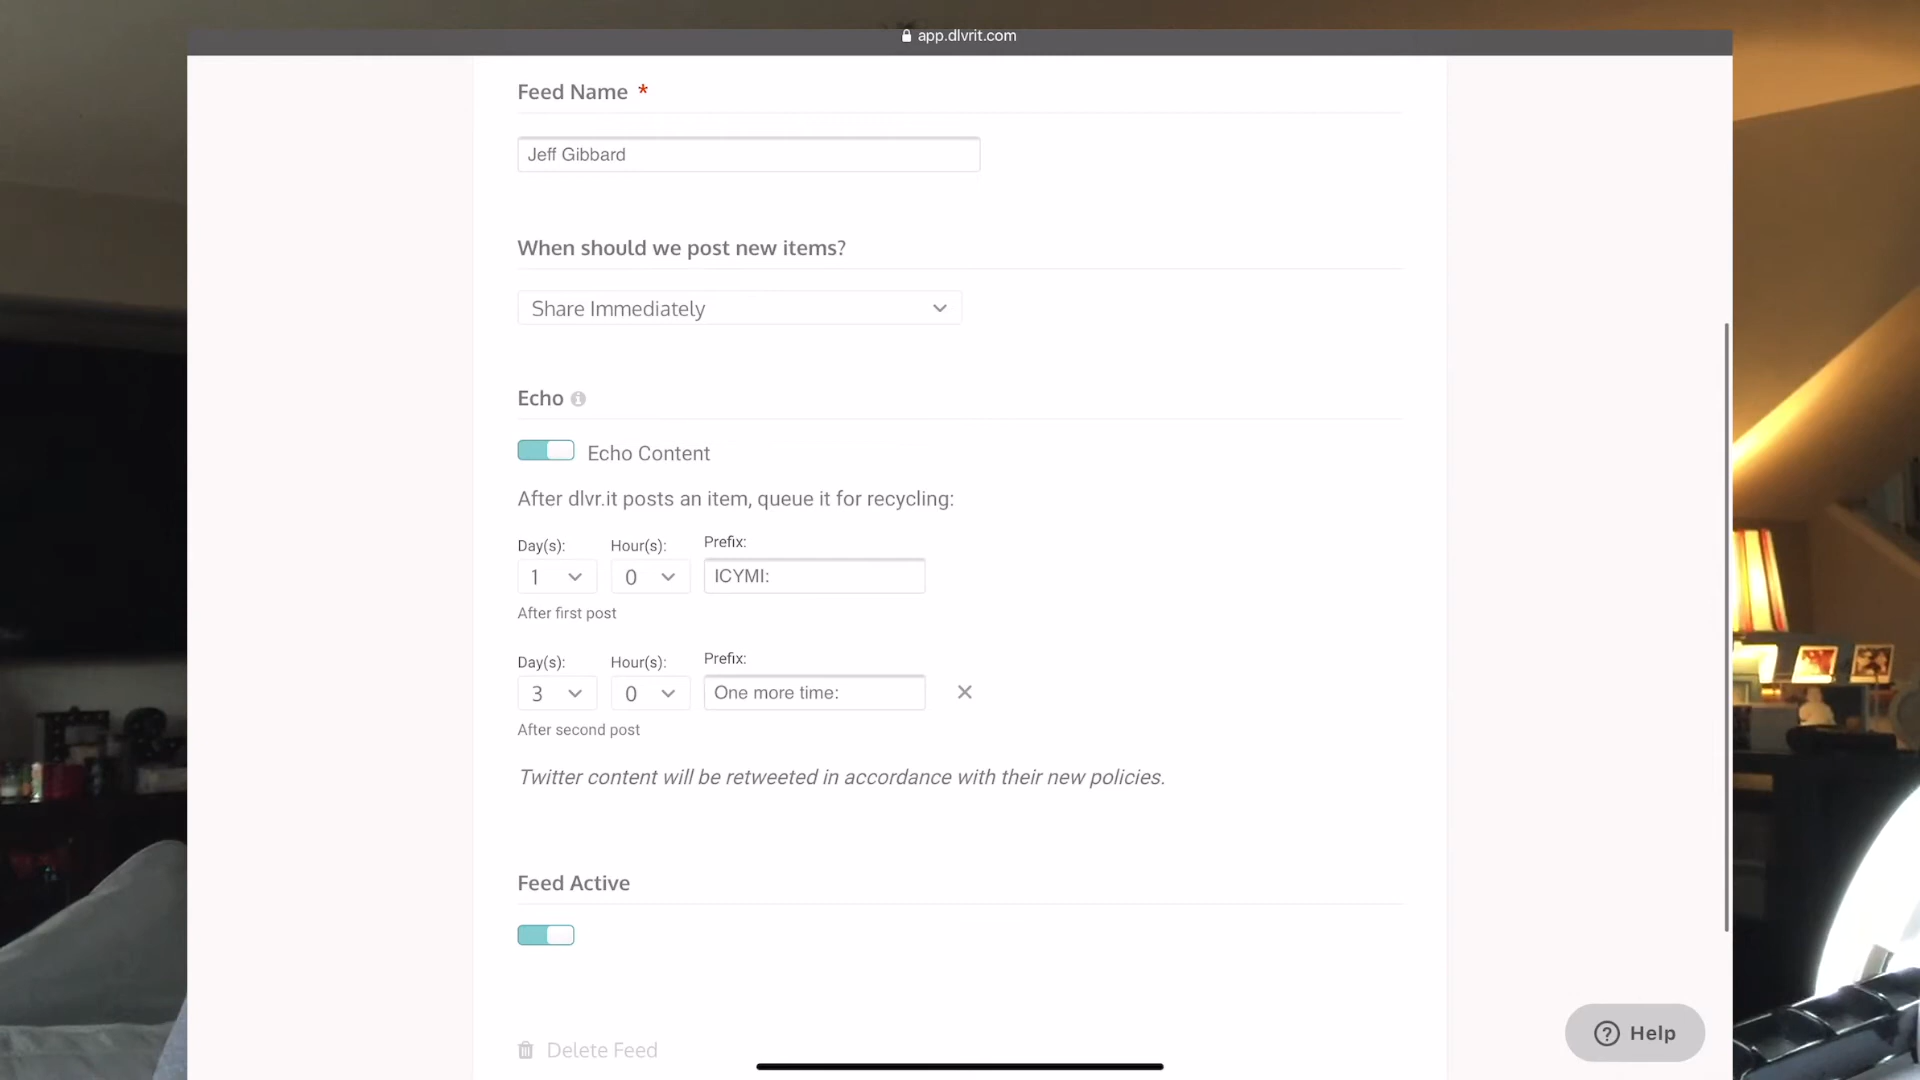 app.dlvrit.com
Feed Name *
Jeff Gibbard
When should we post new items?
Share Immediately
Echo
Echo Content
After dlvr.it posts an item, queue it for recycling:
Day(s): Hour(s): Prefix:
1 0 ICYMI:
After first post
Day(s): Hour(s): Prefix:
3 0 One more time:
After second post
Twitter content will be retweeted in accordance with their new policies.
Feed Active
Delete Feed
Help